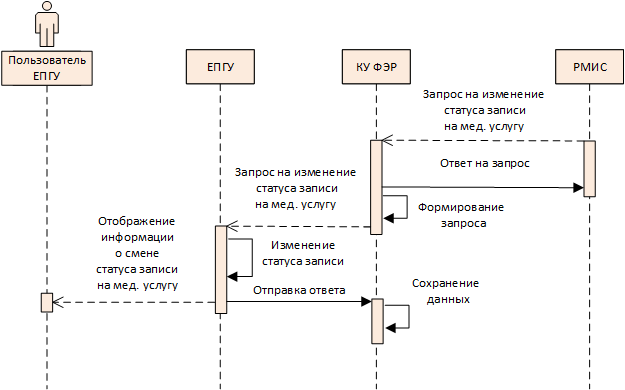 Пользователь
ЕПГУ
ЕПГУ
КУ ФЭР
РМИС
Запрос на изменение
статуса записи
на мед. услугу
Ответ на запрос
Запрос на изменение
статуса записи
на мед. услугу
Формирование
запроса
Отображение
информации
о смене
статуса записи
на мед. услугу
Изменение
статуса записи
Отправка ответа
Сохранение
данных